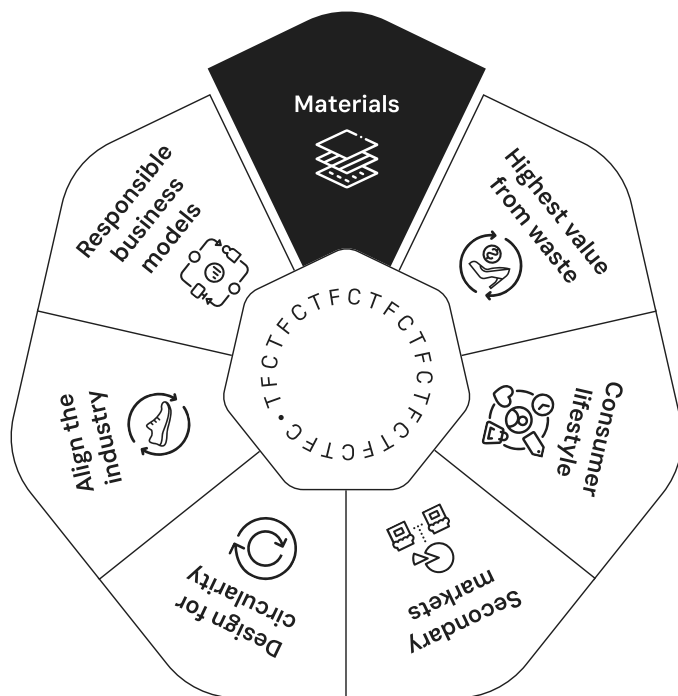 Materials
Highest value
from waste
Consumer
lifestyle
Secondary
markets
Design for
circularity
Align the
industry
Responsible
business
models
TFCTFCTFCTFCTFCTFCTFC•